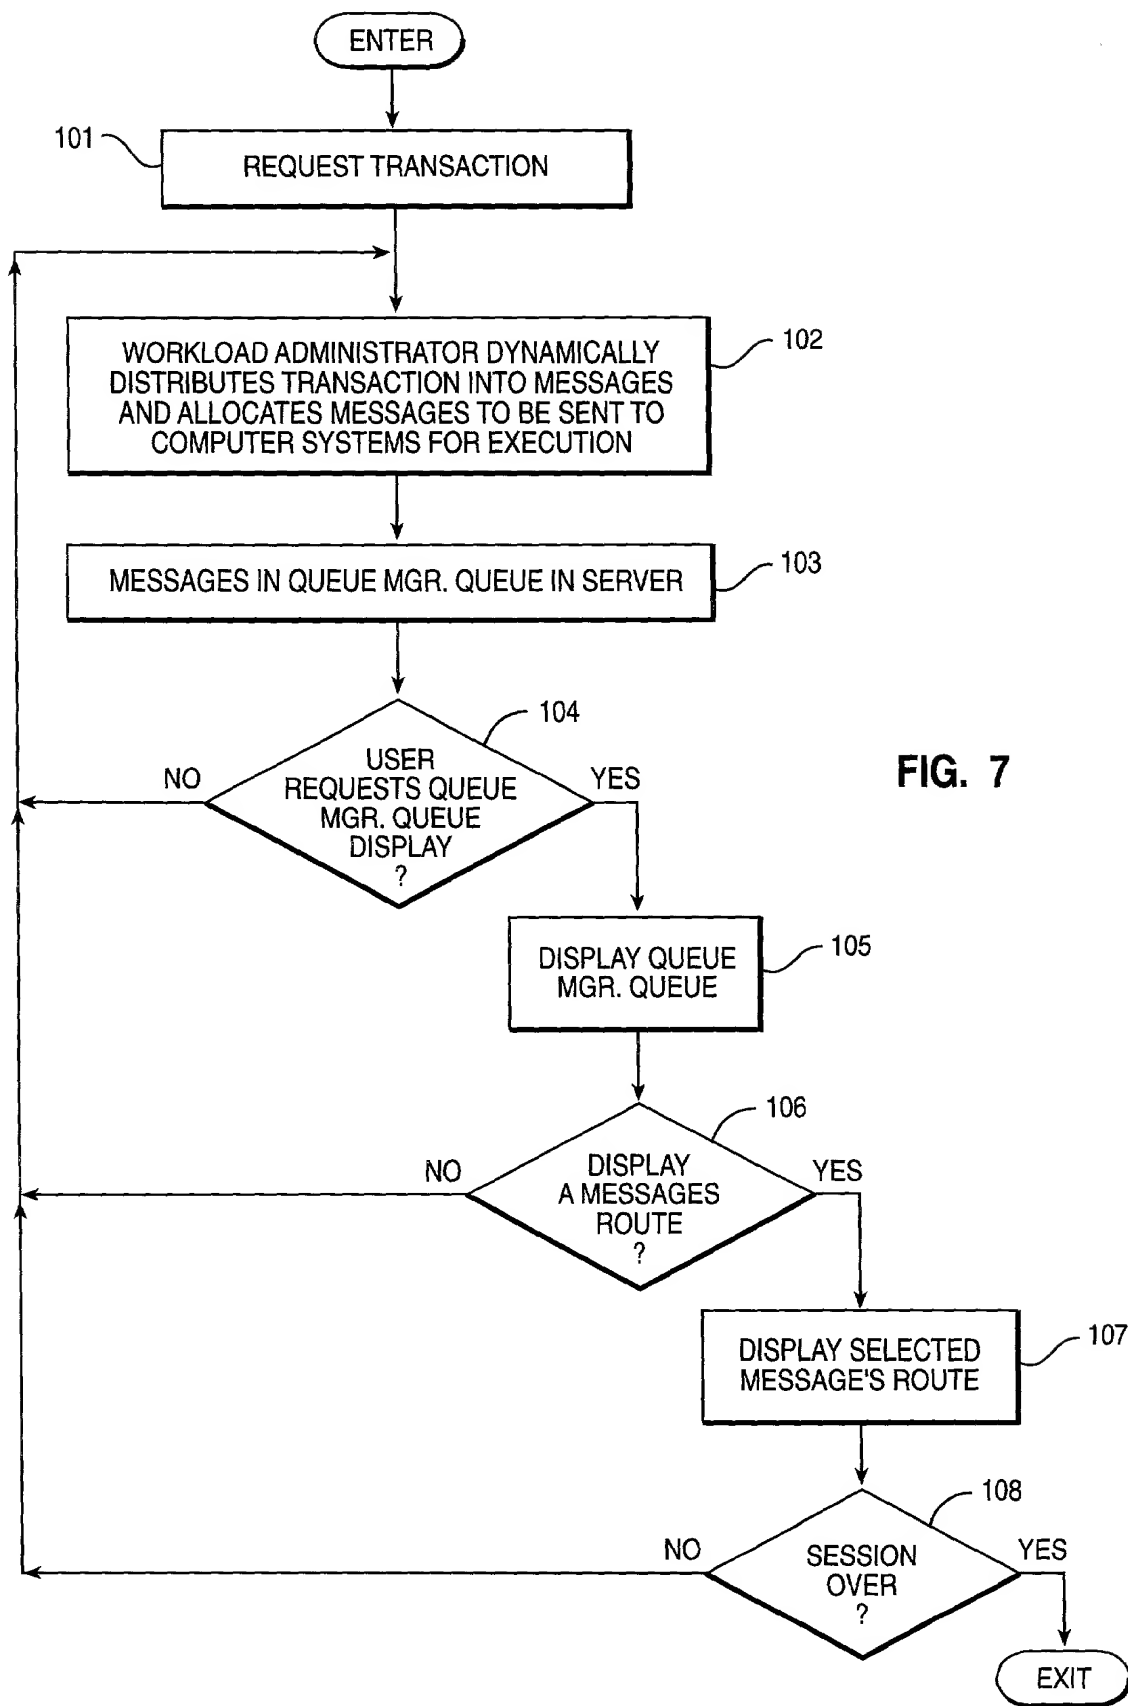 ENTER
101
REQUEST TRANSACTION
102
WORKLOAD ADMINISTRATOR DYNAMICALLY
DISTRIBUTES TRANSACTION INTO MESSAGES
AND ALLOCATES MESSAGES TO BE SENT TO
COMPUTER SYSTEMS FOR EXECUTION
103
MESSAGES IN QUEUE MGR. QUEUE IN SERVER
104
USER
REQUESTS QUEUE
MGR. QUEUE
DISPLAY
?
NO
YES
FIG. 7
105
DISPLAY QUEUE
MGR. QUEUE
106
DISPLAY
A MESSAGES
ROUTE
?
NO
YES
107
DISPLAY SELECTED
MESSAGE'S ROUTE
108
SESSION
OVER
?
NO
YES
EXIT